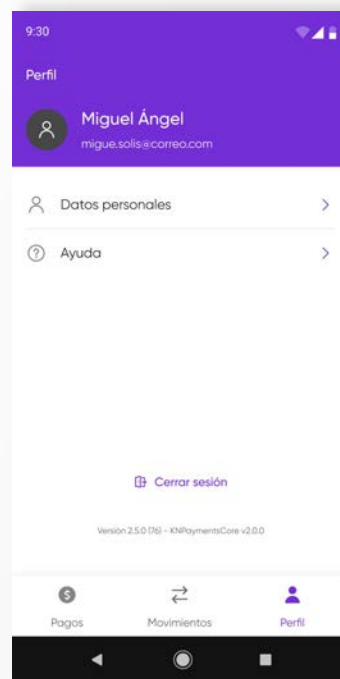 9:30
Perfil
Miguel Ángel
migue.solis@correo.com
Datos personales
Ayuda
Cerrar sesión
Versión 2.5.0 (76) - KNPaymentsCore v2.0.0
Pagos
Movimientos
Perfil